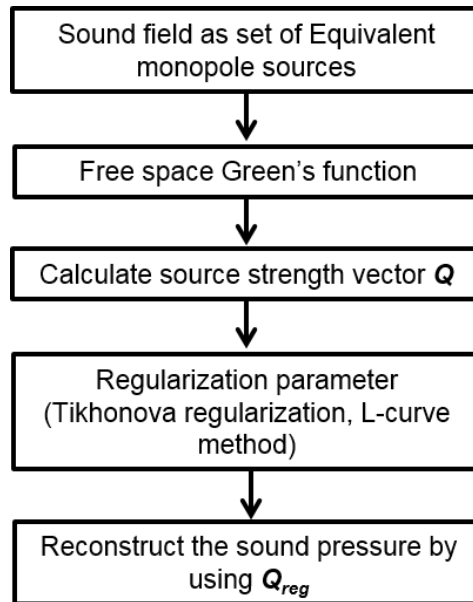 Sound field as set of Equivalent
monopole sources
Free space Green’s function
Calculate source strength vector Q
Regularization parameter
(Tikhonova regularization, L-curve
method)
Reconstruct the sound pressure by
using Qreg